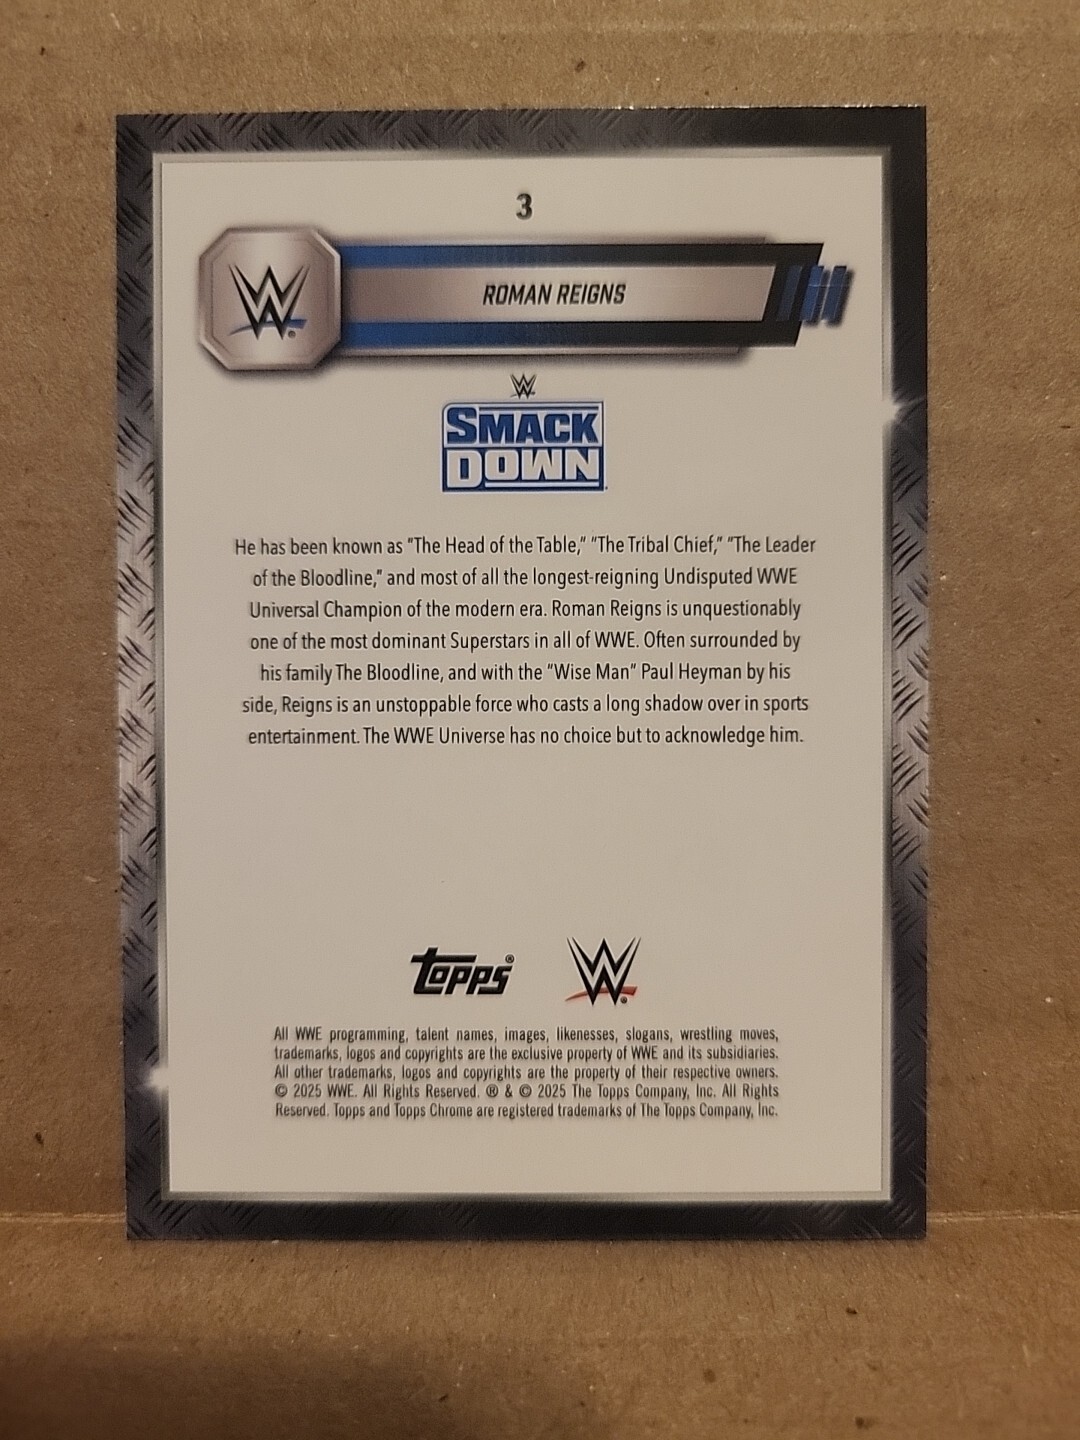 3
W
ROMAN REIGNS
W
SMACK
DOWN
He has been known as "The Head of the Table," "The Tribal Chief," "The Leader
of the Bloodline," and most of all the longest-reigning Undisputed WWE
Universal Champion of the modern era. Roman Reigns is unquestionably
one of the most dominant Superstars in all of WWE. Often surrounded by
his family The Bloodline, and with the "Wise Man" Paul Heyman by his
side, Reigns is an unstoppable force who casts a long shadow over in sports
entertainment. The WWE Universe has no choice but to acknowledge him.
topps® W®
All WWE programming, talent names, images, likenesses, slogans, wrestling moves,
trademarks, logos and copyrights are the exclusive property of WWE and its subsidiaries.
All other trademarks, logos and copyrights are the property of their respective owners.
© 2025 WWE. All Rights Reserved. ® & © 2025 The Topps Company, Inc. All Rights
Reserved. Topps and Topps Chrome are registered trademarks of The Topps Company, Inc.